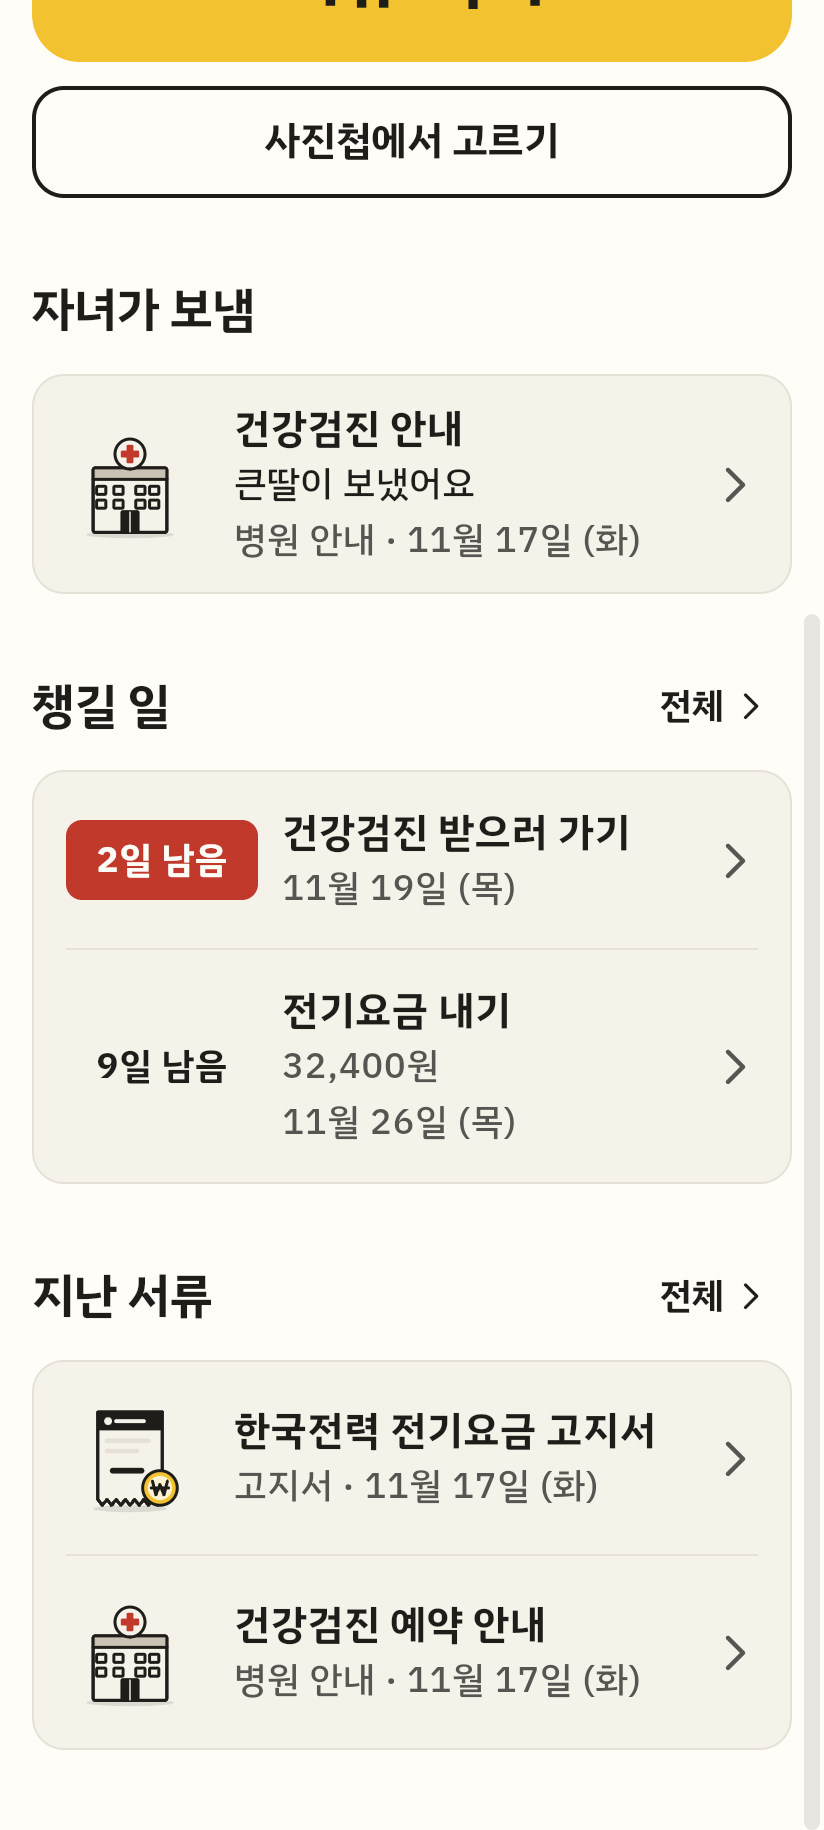 사진첩에서 고르기
자녀가 보냄
건강검진 안내
큰딸이 보냈어요
병원 안내 · 11월 17일 (화)
챙길 일
전체
2일 남음
건강검진 받으러 가기
11월 19일 (목)
9일 남음
전기요금 내기
32,400원
11월 26일 (목)
지난 서류
전체
한국전력 전기요금 고지서
고지서 · 11월 17일 (화)
건강검진 예약 안내
병원 안내 · 11월 17일 (화)